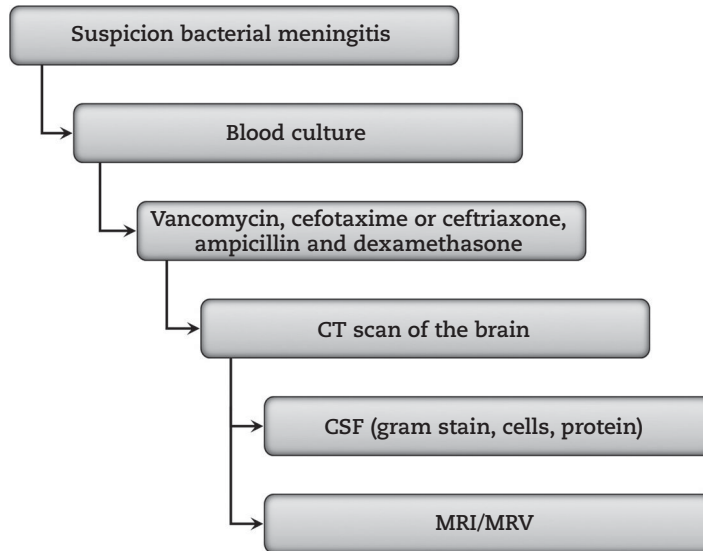 Suspicion bacterial meningitis
Blood culture
Vancomycin, cefotaxime or ceftriaxone,
ampicillin and dexamethasone
CT scan of the brain
CSF (gram stain, cells, protein)
MRI/MRV